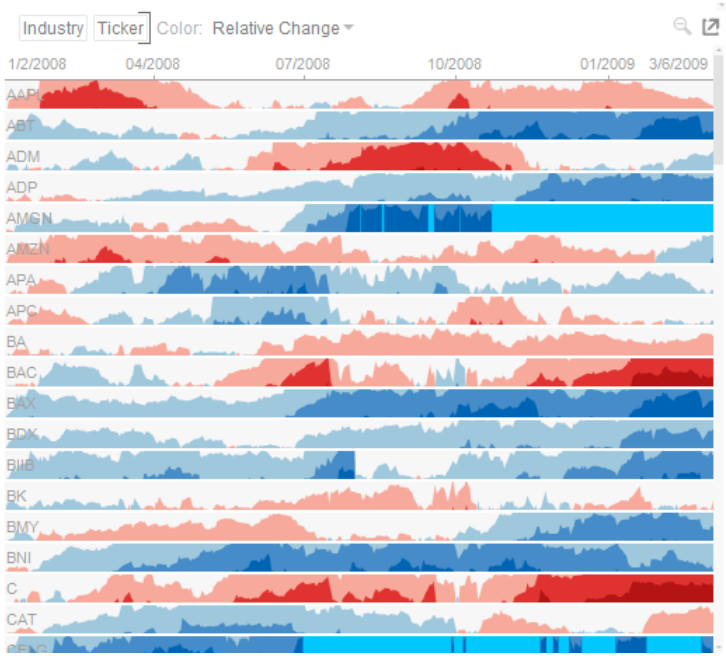 Industry Ticker Color: Relative Change
1/2/2008 04/2008 07/2008 10/2008 01/2009 3/6/2009
AAPL
ABT
ADM
ADP
AMGN
AMZN
APA
APC
BA
BAC
BAX
BDX
BIIB
BK
BMY
BNI
C
CAT
CELG